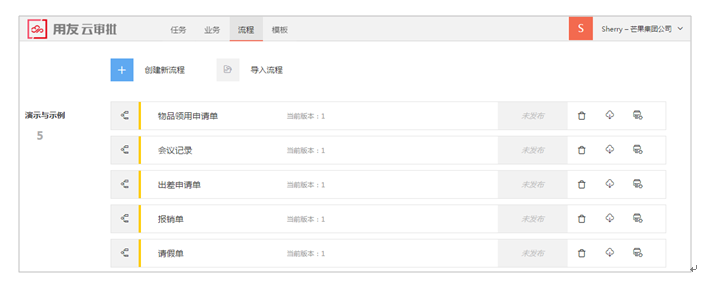 用友 云审批 任务 业务 流程 模板 S Sherry – 芒果集团公司
创建新流程 导入流程
演示与示例
5
物品领用申请单 当前版本：1 未发布
会议记录 当前版本：1 未发布
出差申请单 当前版本：1 未发布
报销单 当前版本：1 未发布
请假单 当前版本：1 未发布